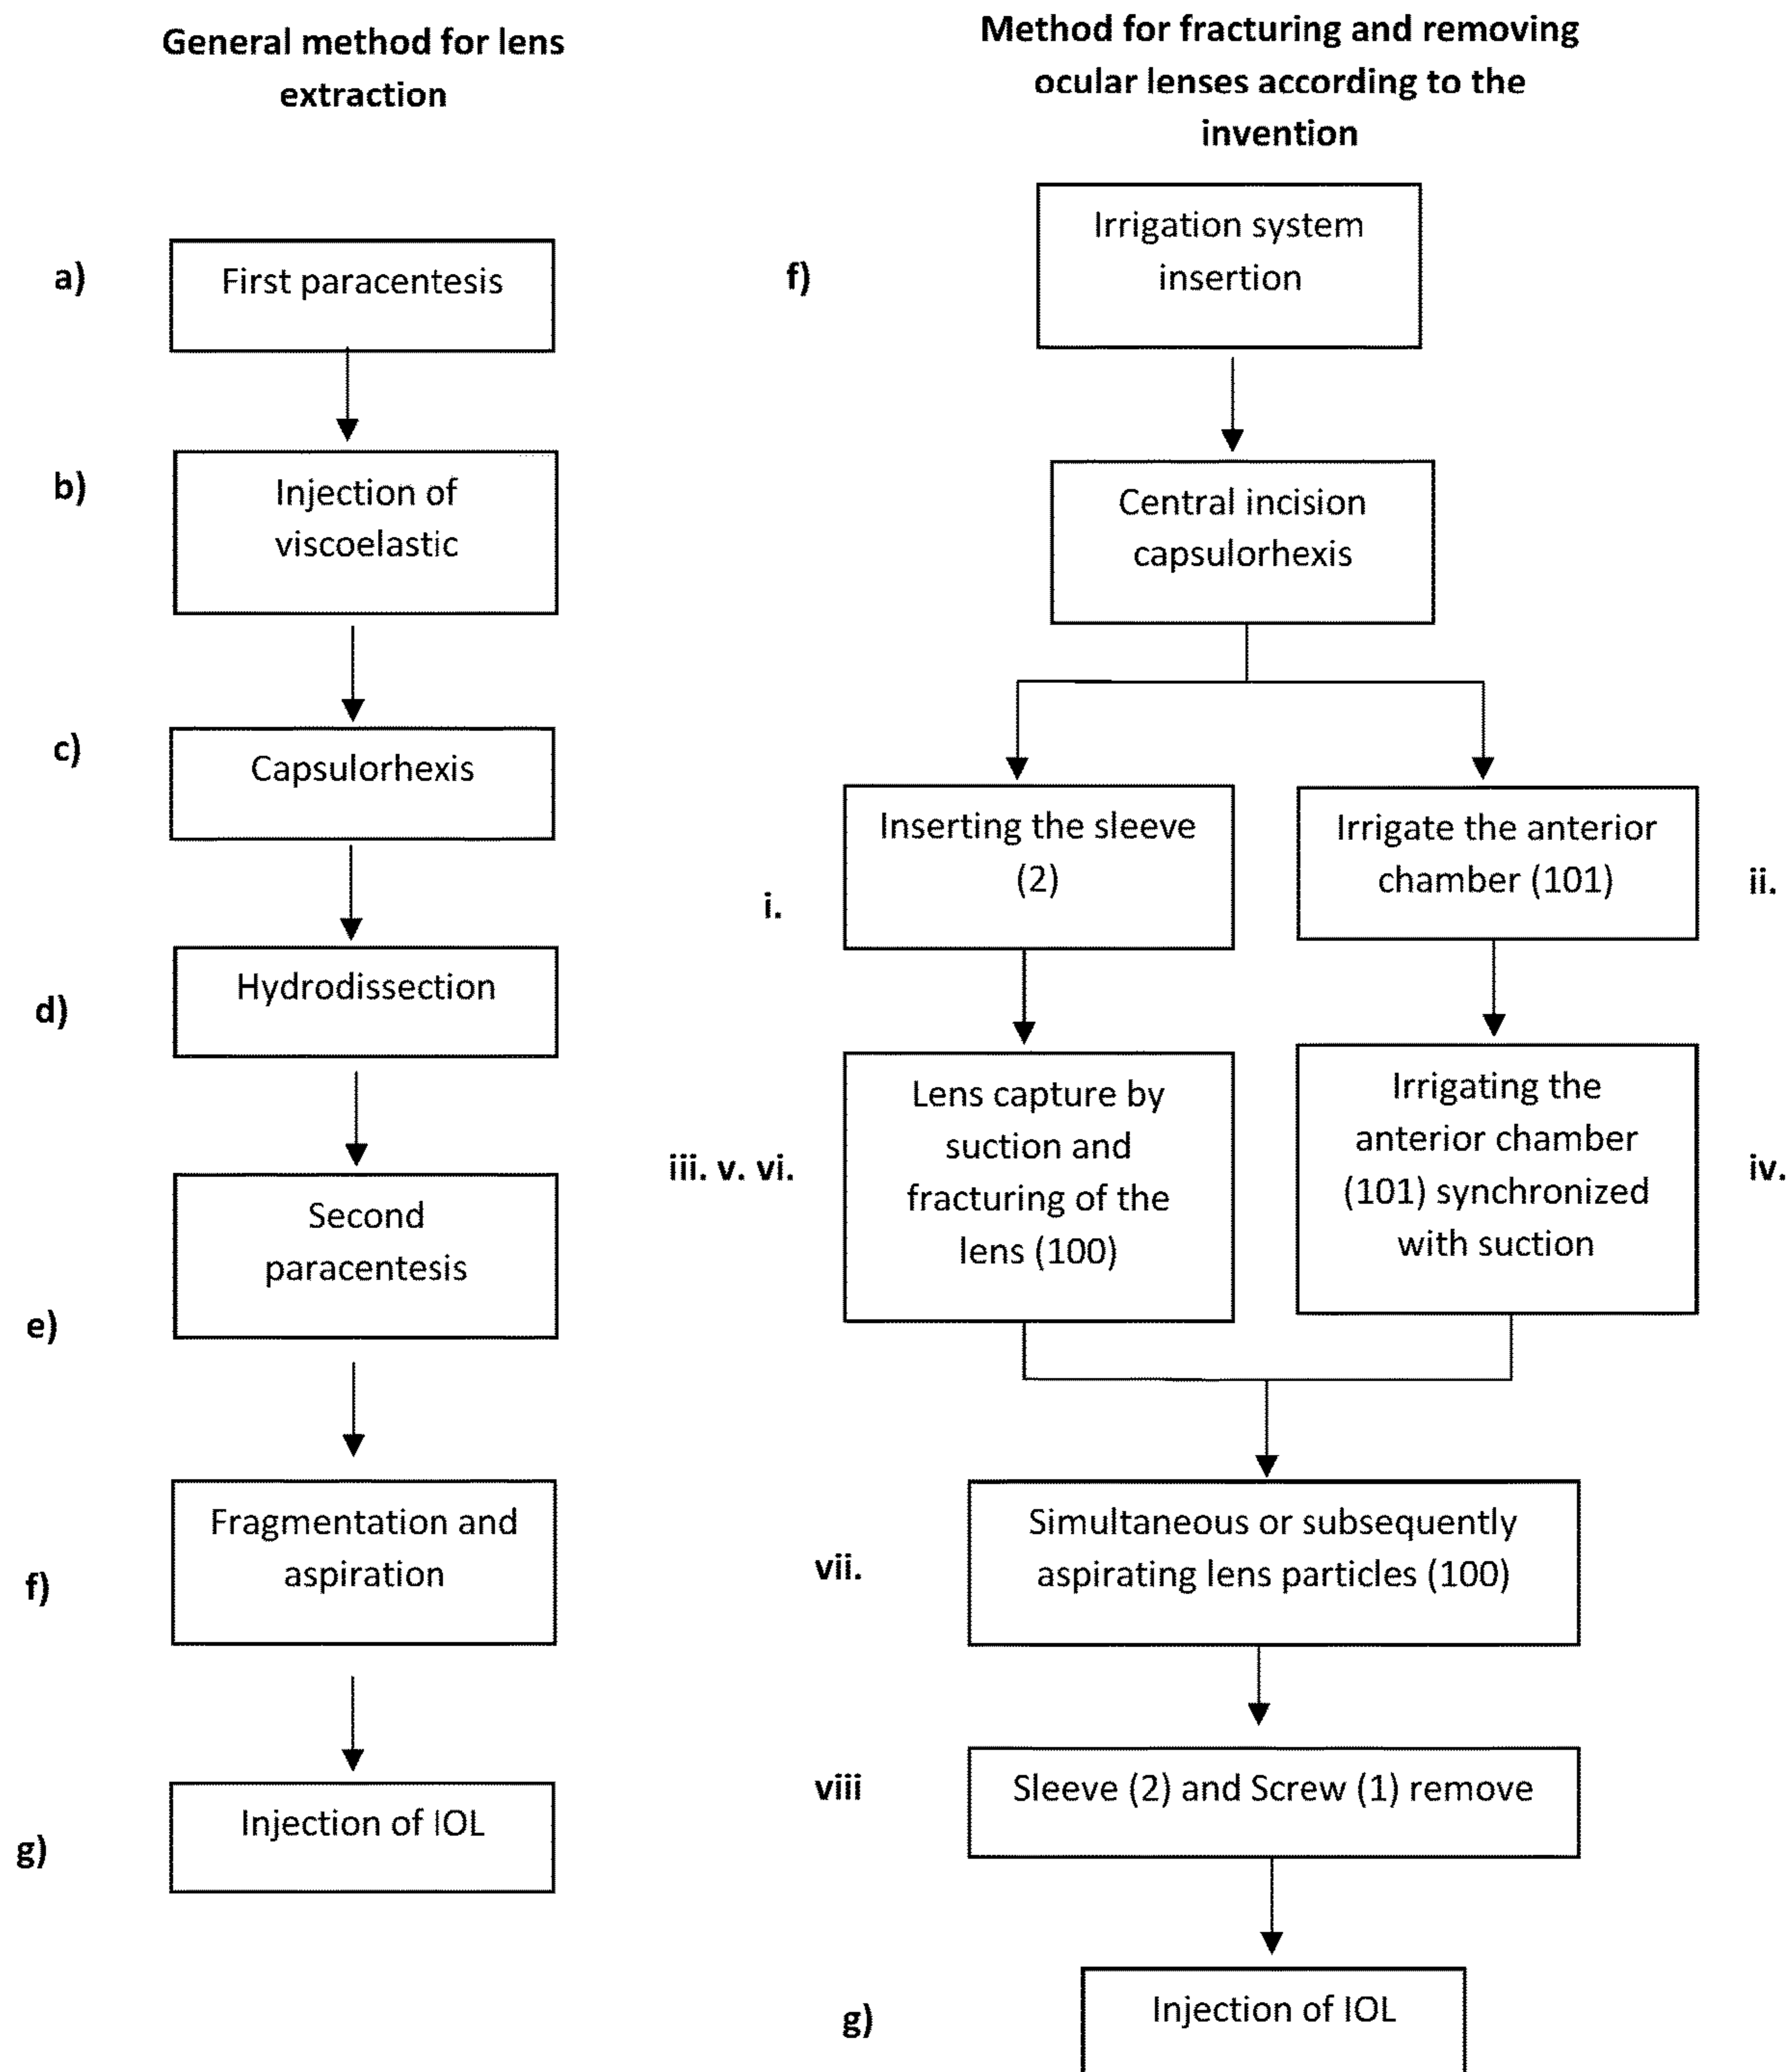 General method for lens
extraction
a)
First paracentesis
b)
Injection of
viscoelastic
c)
Capsulorhexis
d)
Hydrodissection
Second
paracentesis
e)
Fragmentation and
aspiration
f)
Injection of IOL
g)
Method for fracturing and removing
ocular lenses according to the
invention
Irrigation system
f)
insertion
Central incision
capsulorhexis
Inserting the sleeve
(2)
i.
Irrigate the anterior
chamber (101)
ii.
Lens capture by
suction and
iii. v. vi.
fracturing of the
lens (100)
Irrigating the
anterior chamber
(101) synchronized
iv.
with suction
Simultaneous or subsequently
vii.
aspirating lens particles (100)
viii
Sleeve (2) and Screw (1) remove
Injection of IOL
g)